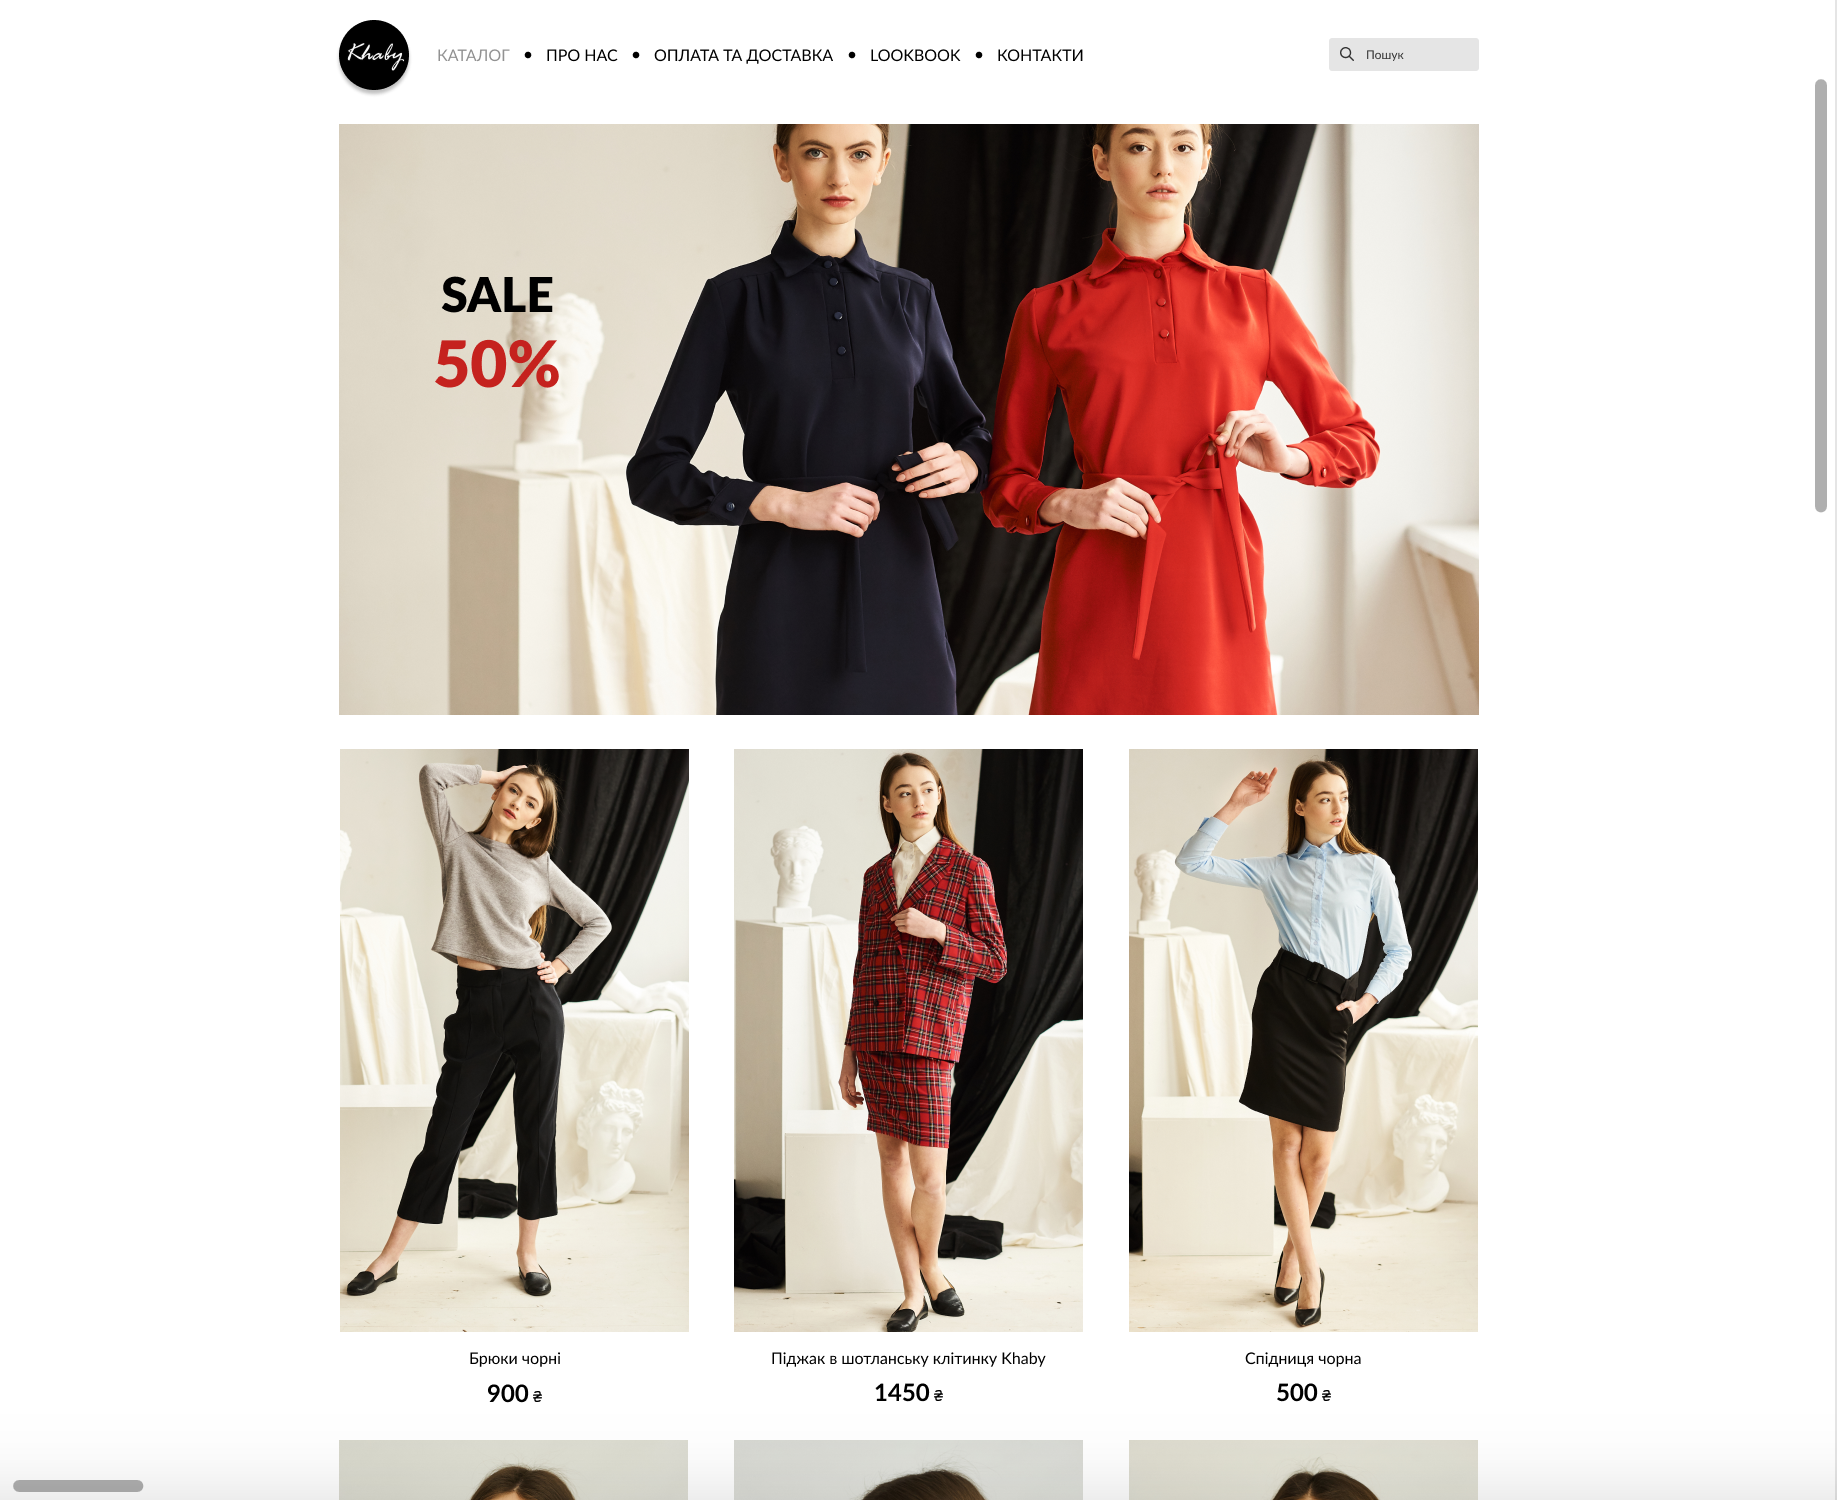 Khaby
КАТАЛОГ • ПРО НАС • ОПЛАТА ТА ДОСТАВКА • LOOKBOOK • КОНТАКТИ
Пошук
SALE
50%
Брюки чорні
900 ₴
Піджак в шотланську клітинку Khaby
1450 ₴
Спідниця чорна
500 ₴